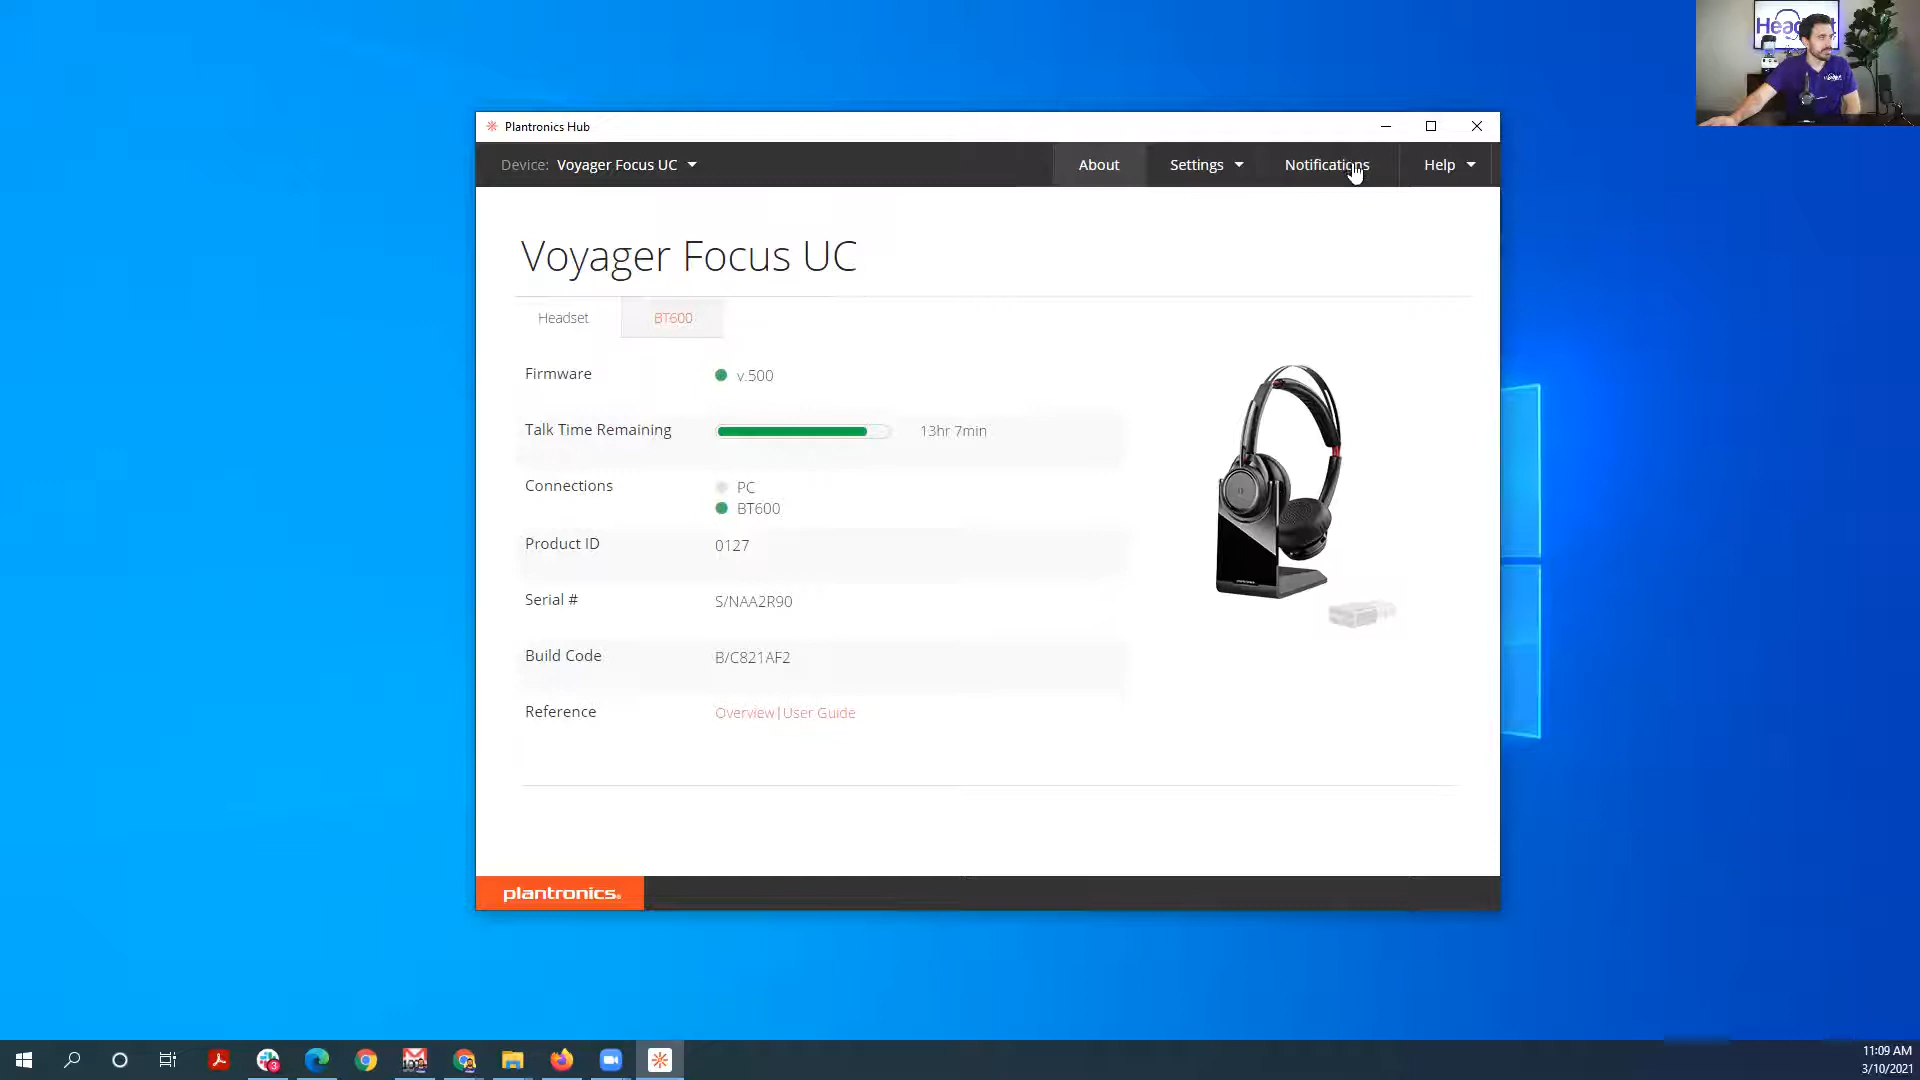 Plantronics Hub
Device: Voyager Focus UC
About
Settings
Notifications
Help
Voyager Focus UC
Headset
BT600
Firmware
v.500
Talk Time Remaining
13hr 7min
Connections
PC
BT600
Product ID
0127
Serial #
S/NAA2R90
Build Code
B/C821AF2
Reference
Overview|User Guide
plantronics.
11:09 AM
3/10/2021